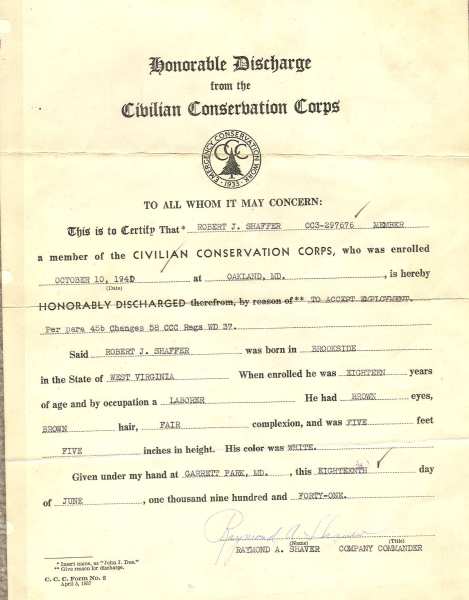 Honorable Discharge
from the
Civilian Conservation Corps
EMERGENCY CONSERVATION WORK
CCC
1933
TO ALL WHOM IT MAY CONCERN:
This is to Certify That* ROBERT J. SHAFFER CC3-297676 MEMBER
a member of the CIVILIAN CONSERVATION CORPS, who was enrolled
OCTOBER 10, 1940 at OAKLAND, MD. , is hereby
(Date)
HONORABLY DISCHARGED therefrom, by reason of ** TO ACCEPT EMPLOYMENT.
Per para 45b Changes 58 CCC Regs WD 37.
Said ROBERT J. SHAFFER was born in BROOKSIDE
in the State of WEST VIRGINIA When enrolled he was EIGHTEEN years
of age and by occupation a LABORER He had BROWN eyes,
BROWN hair, FAIR complexion, and was FIVE feet
FIVE inches in height. His color was WHITE.
Given under my hand at GARRETT PARK, MD. , this EIGHTEENTH day
of JUNE , one thousand nine hundred and FORTY-ONE.
Raymond A. Shaver
(Name) (Title)
RAYMOND A. SHAVER COMPANY COMMANDER
* Insert name, as "John J. Doe."
** Give reason for discharge.
C. C. C. Form No. 2
April 5, 1937